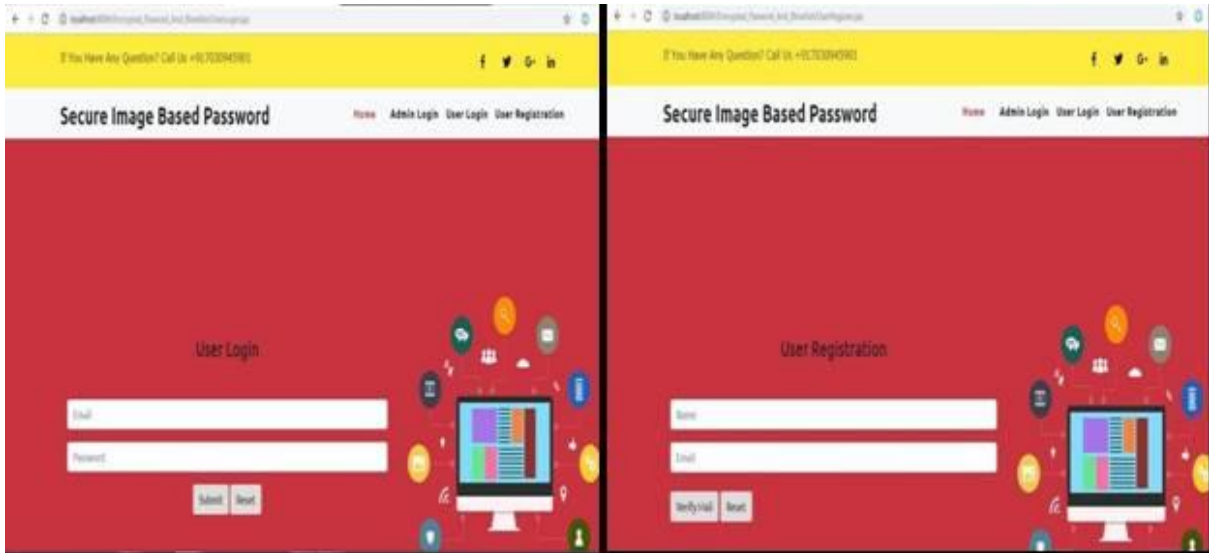 If You Have Any Question? Call Us
Secure Image Based Password
Home Admin Login User Login User Registration
User Login
Email
Password
Submit Reset
If You Have Any Question? Call Us
Secure Image Based Password
Home Admin Login User Login User Registration
User Registration
Name
Email
Verify Mail Reset